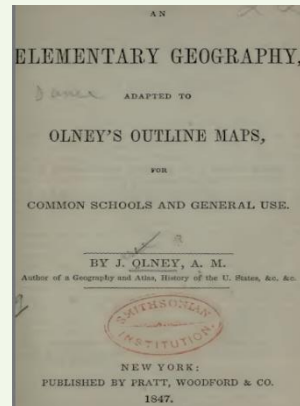 AN
ELEMENTARY GEOGRAPHY,
ADAPTED TO
OLNEY'S OUTLINE MAPS,
FOR
COMMON SCHOOLS AND GENERAL USE.
BY J. OLNEY, A. M.
Author of a Geography and Atlas, History of the U. States, &c. &c.
SMITHSONIAN
INSTITUTION
NEW YORK:
PUBLISHED BY PRATT, WOODFORD & CO.
1847.